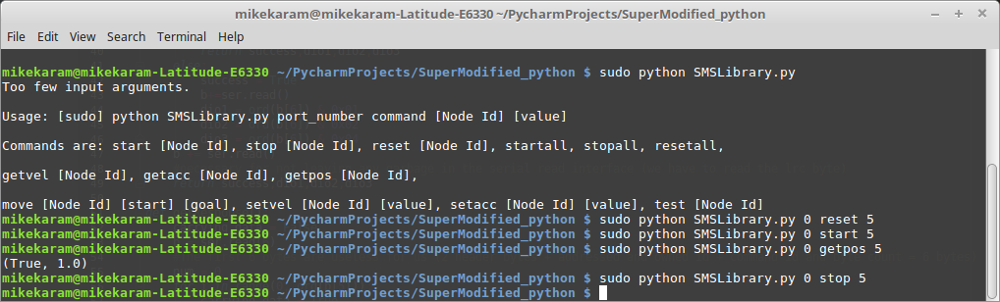 mikekaram@mikekaram-Latitude-E6330 ~/PycharmProjects/SuperModified_python
File Edit View Search Terminal Help
mikekaram@mikekaram-Latitude-E6330 ~/PycharmProjects/SuperModified_python $ sudo python SMSLibrary.py
Too few input arguments.
Usage: [sudo] python SMSLibrary.py port_number command [Node Id] [value]
Commands are: start [Node Id], stop [Node Id], reset [Node Id], startall, stopall, resetall,
getvel [Node Id], getacc [Node Id], getpos [Node Id],
move [Node Id] [start] [goal], setvel [Node Id] [value], setacc [Node Id] [value], test [Node Id]
mikekaram@mikekaram-Latitude-E6330 ~/PycharmProjects/SuperModified_python $ sudo python SMSLibrary.py 0 reset 5
mikekaram@mikekaram-Latitude-E6330 ~/PycharmProjects/SuperModified_python $ sudo python SMSLibrary.py 0 start 5
mikekaram@mikekaram-Latitude-E6330 ~/PycharmProjects/SuperModified_python $ sudo python SMSLibrary.py 0 getpos 5
(True, 1.0)
mikekaram@mikekaram-Latitude-E6330 ~/PycharmProjects/SuperModified_python $ sudo python SMSLibrary.py 0 stop 5
mikekaram@mikekaram-Latitude-E6330 ~/PycharmProjects/SuperModified_python $